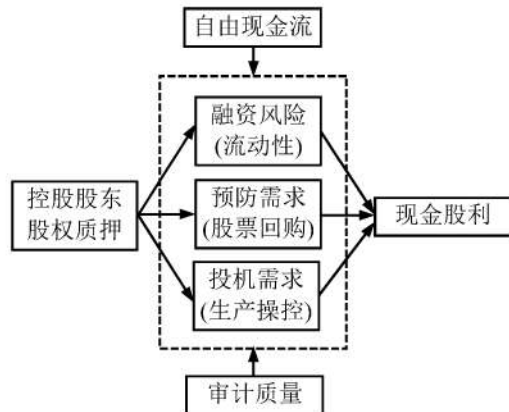 自由现金流
融资风险
(流动性)
控股股东
股权质押
预防需求
(股票回购)
现金股利
投机需求
(生产操控)
审计质量